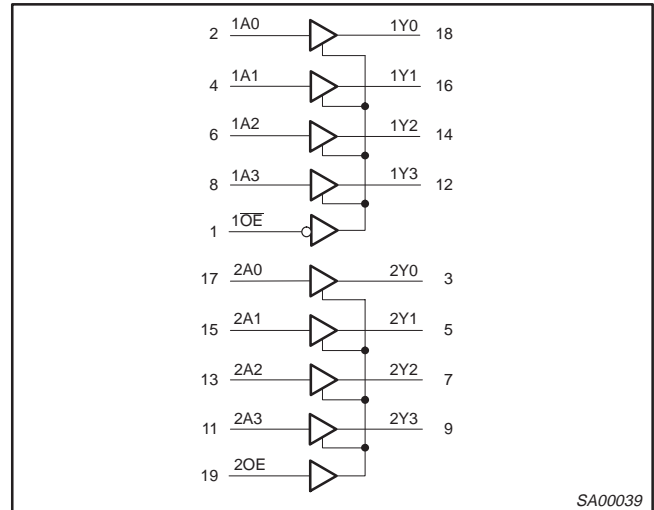 2 1A0 1Y0 18
4 1A1 1Y1 16
6 1A2 1Y2 14
8 1A3 1Y3 12
1 1O̅E̅
17 2A0 2Y0 3
15 2A1 2Y1 5
13 2A2 2Y2 7
11 2A3 2Y3 9
19 2OE
SA00039